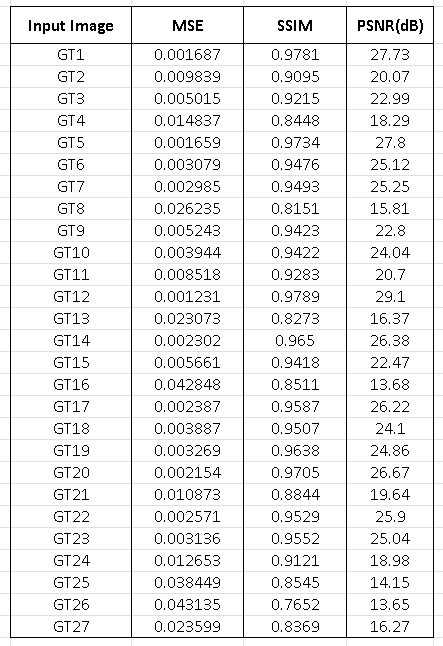 Input Image MSE SSIM PSNR(dB)
GT1 0.001687 0.9781 27.73
GT2 0.009839 0.9095 20.07
GT3 0.005015 0.9215 22.99
GT4 0.014837 0.8448 18.29
GT5 0.001659 0.9734 27.8
GT6 0.003079 0.9476 25.12
GT7 0.002985 0.9493 25.25
GT8 0.026235 0.8151 15.81
GT9 0.005243 0.9423 22.8
GT10 0.003944 0.9422 24.04
GT11 0.008518 0.9283 20.7
GT12 0.001231 0.9789 29.1
GT13 0.023073 0.8273 16.37
GT14 0.002302 0.965 26.38
GT15 0.005661 0.9418 22.47
GT16 0.042848 0.8511 13.68
GT17 0.002387 0.9587 26.22
GT18 0.003887 0.9507 24.1
GT19 0.003269 0.9638 24.86
GT20 0.002154 0.9705 26.67
GT21 0.010873 0.8844 19.64
GT22 0.002571 0.9529 25.9
GT23 0.003136 0.9552 25.04
GT24 0.012653 0.9121 18.98
GT25 0.038449 0.8545 14.15
GT26 0.043135 0.7652 13.65
GT27 0.023599 0.8369 16.27